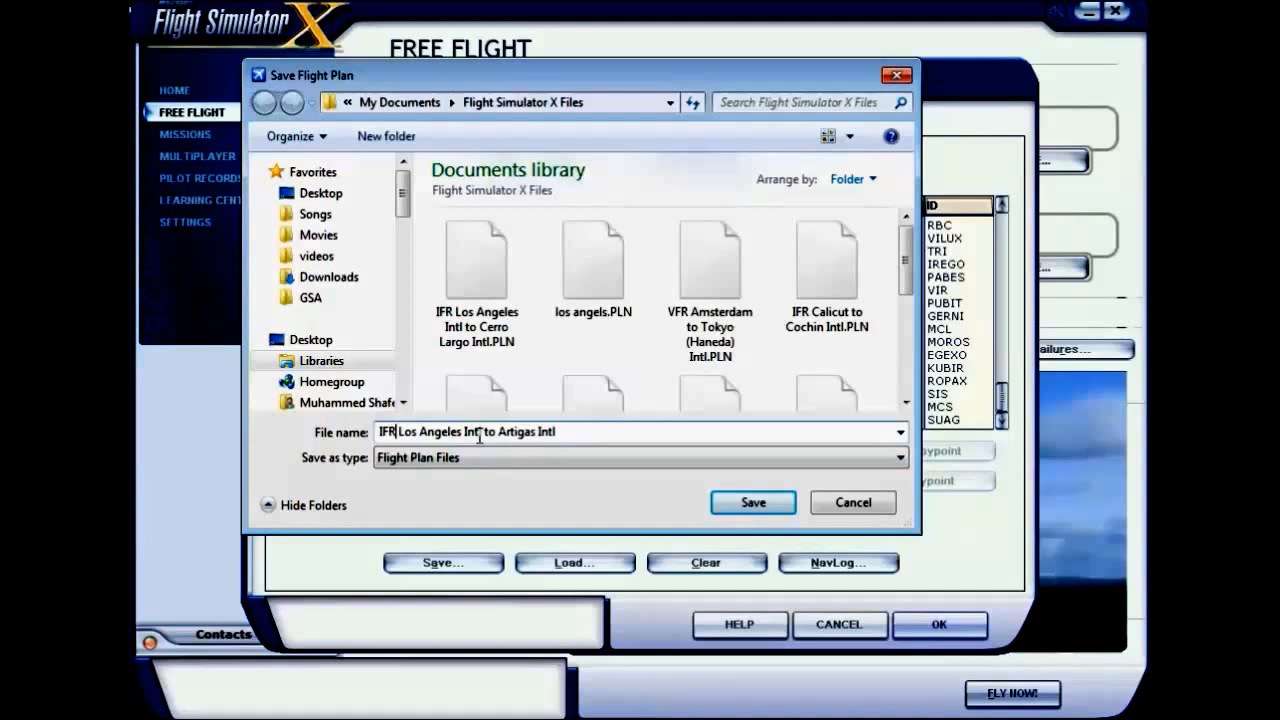 Flight Simulator X
FREE FLIGHT
HOME
FREE FLIGHT
MISSIONS
MULTIPLAYER
PILOT RECORDS
LEARNING CENT
SETTINGS
Save Flight Plan
« My Documents Flight Simulator X Files
Search Flight Simulator X Files
Organize
New folder
Favorites
Desktop
Songs
Movies
videos
Downloads
GSA
Desktop
Libraries
Homegroup
Muhammed Shafe
Documents library
Flight Simulator X Files
Arrange by: Folder
IFR Los Angeles
Intl to Cerro
Largo Intl.PLN
los angels.PLN
VFR Amsterdam
to Tokyo
(Haneda)
Intl.PLN
IFR Calicut to
Cochin Intl.PLN
File name: IFR Los Angeles Intl to Artigas Intl
Save as type: Flight Plan Files
Hide Folders
Save
Cancel
ID
RBC
VILUX
TRI
IREGO
PABES
VIR
PUBIT
GERNI
MCL
MOROS
EGEXO
KUBIR
ROPAX
SIS
MCS
SUAG
ailures...
ypoint
ypoint
Save...
Load...
Clear
NavLog...
HELP
CANCEL
OK
Contacts
FLY NOW!